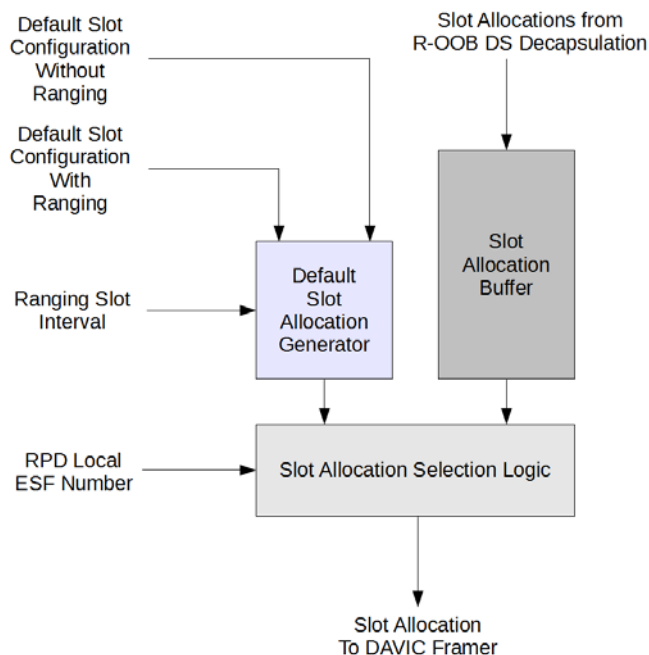 Default Slot
Configuration
Without
Ranging
Slot Allocations from
R-OOB DS Decapsulation
Default Slot
Configuration
With
Ranging
Slot
Allocation
Buffer
Default
Slot
Allocation
Generator
Ranging Slot
Interval
RPD Local
ESF Number
Slot Allocation Selection Logic
Slot Allocation
To DAVIC Framer